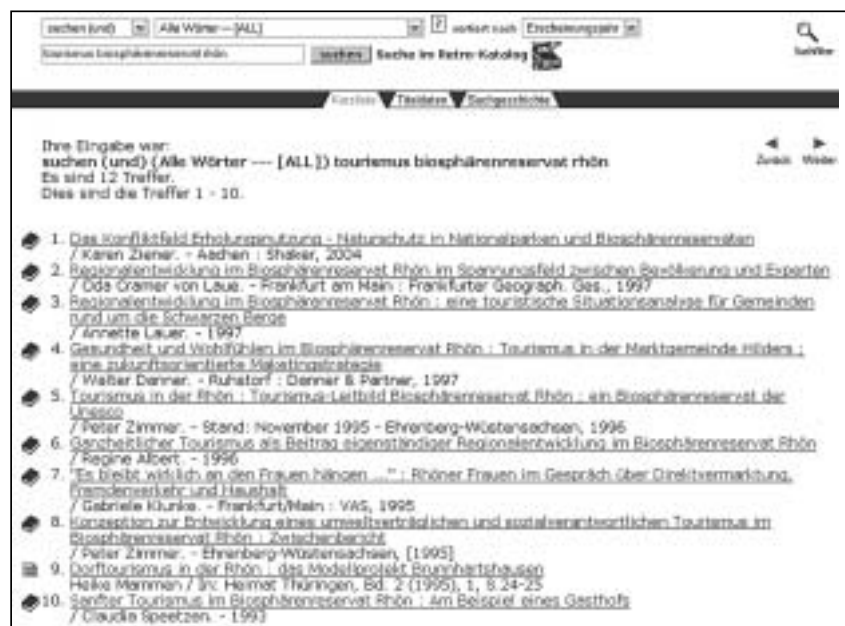 suchen (und) Alle Wörter --- [ALL] ? sortiert nach Erscheinungsjahr
tourismus biosphärenreservat rhön suchen Suche im Retro-Katalog
Kurzliste Titeldaten Suchgeschichte
Ihre Eingabe war:
suchen (und) (Alle Wörter --- [ALL]) tourismus biosphärenreservat rhön
Zurück Weiter
Es sind 12 Treffer.
Dies sind die Treffer 1 - 10.
1. Das Konfliktfeld Erholungsnutzung - Naturschutz in Nationalparken und Biosphärenreservaten
/ Karen Ziener. - Aachen : Shaker, 2004
2. Regionalentwicklung im Biosphärenreservat Rhön im Spannungsfeld zwischen Bevölkerung und Experten
/ Oda Cramer von Laue. - Frankfurt am Main : Frankfurter Geograph. Ges., 1997
3. Regionalentwicklung im Biosphärenreservat Rhön : eine touristische Situationsanalyse für Gemeinden
rund um die Schwarzen Berge
/ Annette Lauer. - 1997
4. Gesundheit und Wohlfühlen im Biosphärenreservat Rhön : Tourismus in der Marktgemeinde Hilders ;
eine zukunftsorientierte Maketingstrategie
/ Walter Danner. - Ruhstorf : Danner & Partner, 1997
5. Tourismus in der Rhön : Tourismus-Leitbild Biosphärenreservat Rhön ; ein Biosphärenreservat der
Unesco
/ Peter Zimmer. - Stand: November 1995 - Ehrenberg-Wüstensachsen, 1996
6. Ganzheitlicher Tourismus als Beitrag eigenständiger Regionalentwicklung im Biosphärenreservat Rhön
/ Regine Albert. - 1996
7. "Es bleibt wirklich an den Frauen hängen ..." : Rhöner Frauen im Gespräch über Direktvermarktung,
Fremdenverkehr und Haushalt
/ Gabriele Klunke. - Frankfurt/Main : VAS, 1995
8. Konzeption zur Entwicklung eines umweltverträglichen und sozialverantwortlichen Tourismus im
Biosphärenreservat Rhön : Zwischenbericht
/ Peter Zimmer. - Ehrenberg-Wüstensachsen, [1995]
9. Dorftourismus in der Rhön : das Modellprojekt Brunnhartshausen
Heike Mammen / In: Heimat Thüringen, Bd. 2 (1995), 1, S.24-25
10. Sanfter Tourismus im Biosphärenreservat Rhön : Am Beispiel eines Gasthofs
/ Claudia Speetzen. - 1993